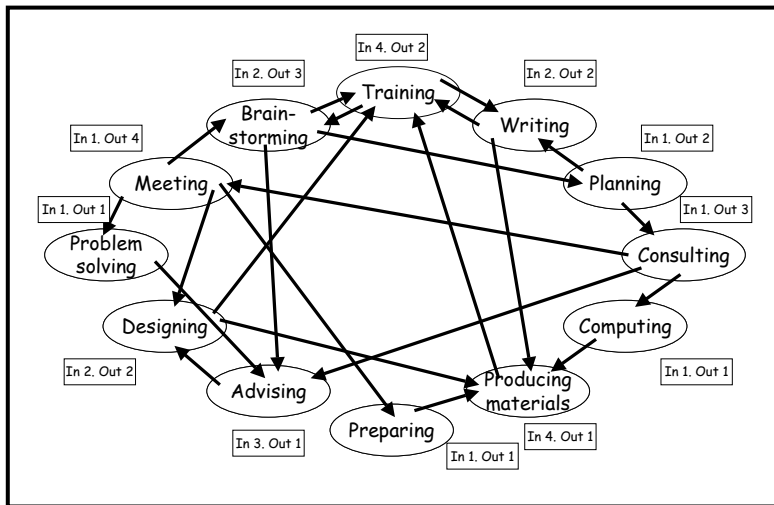 In 4. Out 2
In 2. Out 3
In 2. Out 2
Training
Brain-
storming
Writing
In 1. Out 4
In 1. Out 2
Meeting
Planning
In 1. Out 1
In 1. Out 3
Problem
solving
Consulting
Designing
Computing
In 2. Out 2
In 1. Out 1
Advising
Producing
materials
Preparing
In 3. Out 1
In 4. Out 1
In 1. Out 1